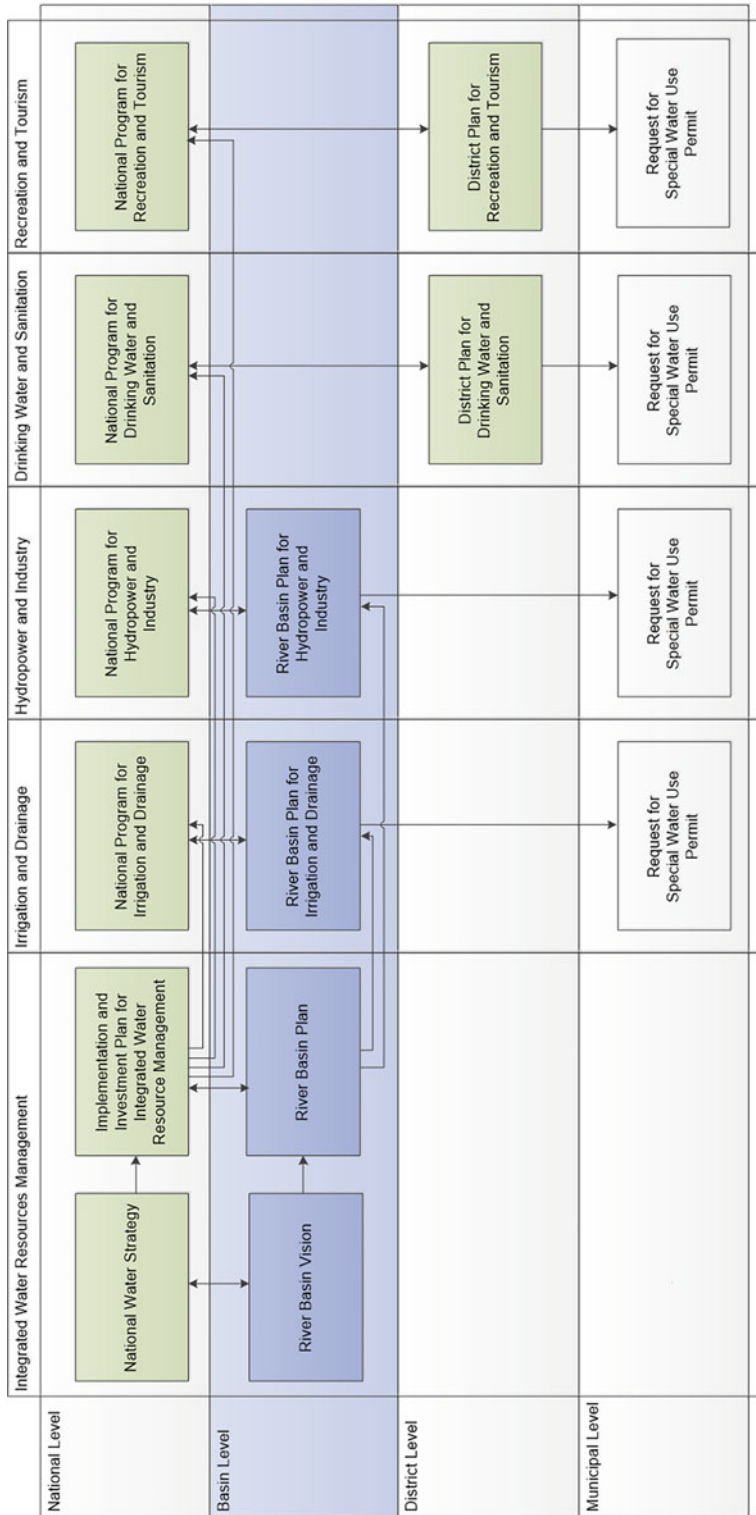 Integrated Water Resources Management
Irrigation and Drainage
Hydropower and Industry
Drinking Water and Sanitation
Recreation and Tourism
National Level
National Water Strategy
Implementation and
Investment Plan for
Integrated Water
Resource Management
National Program for
Irrigation and Drainage
National Program for
Hydropower and
Industry
National Program for
Drinking Water and
Sanitation
National Program for
Recreation and Tourism
Basin Level
River Basin Vision
River Basin Plan
River Basin Plan for
Irrigation and Drainage
River Basin Plan for
Hydropower and
Industry
District Level
District Plan for
Drinking Water and
Sanitation
District Plan for
Recreation and Tourism
Municipal Level
Request for
Special Water Use
Permit
Request for
Special Water Use
Permit
Request for
Special Water Use
Permit
Request for
Special Water Use
Permit